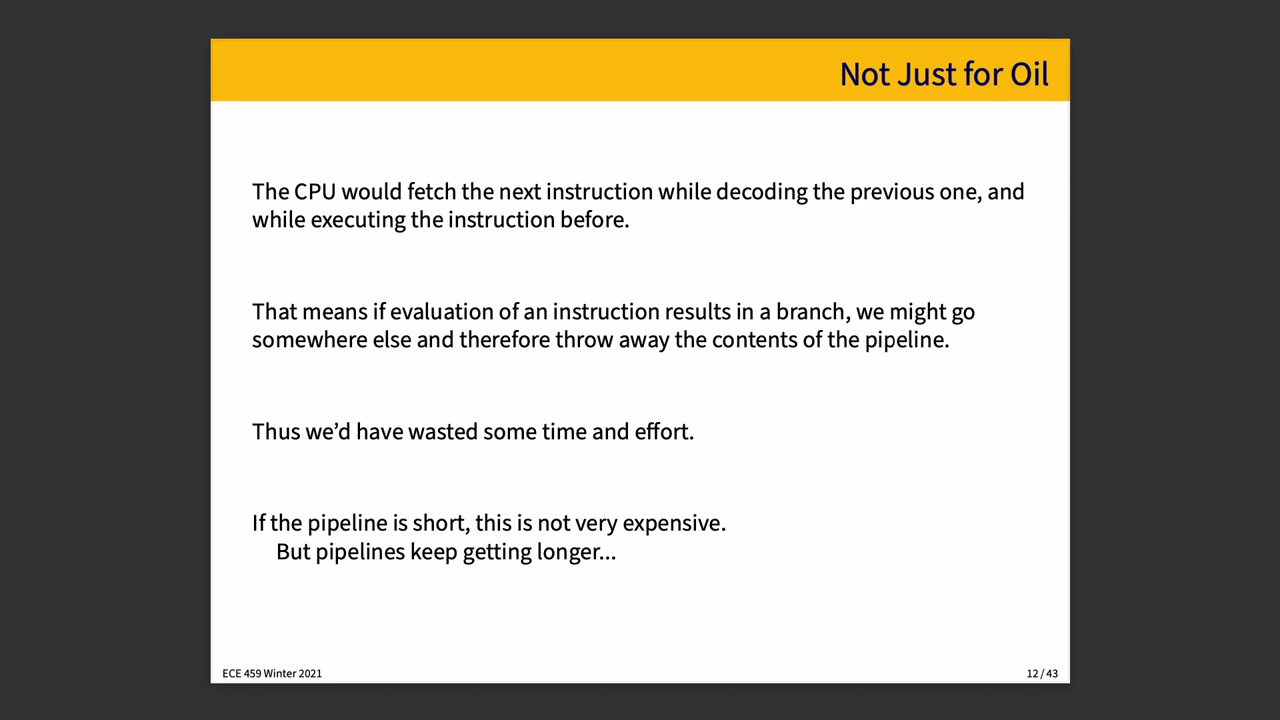 Not Just for Oil
The CPU would fetch the next instruction while decoding the previous one, and
while executing the instruction before.
That means if evaluation of an instruction results in a branch, we might go
somewhere else and therefore throw away the contents of the pipeline.
Thus we’d have wasted some time and effort.
If the pipeline is short, this is not very expensive.
But pipelines keep getting longer...
ECE 459 Winter 2021
12 / 43